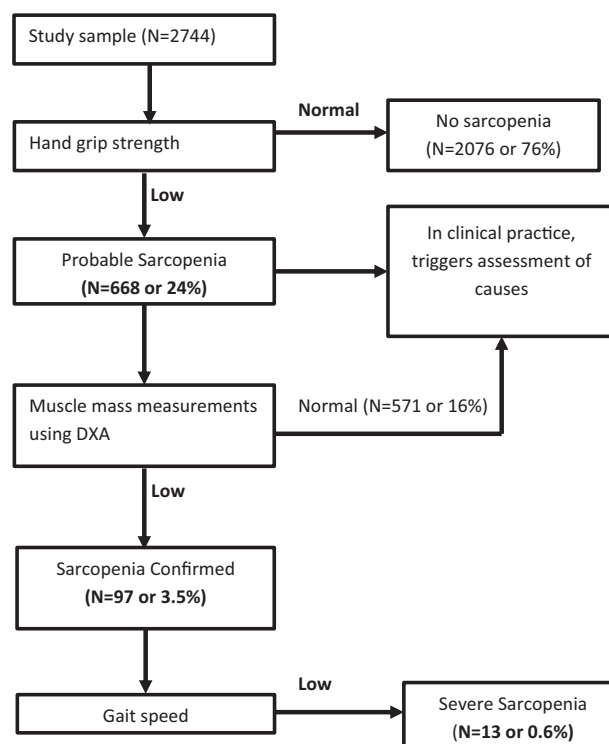 Study sample (N=2744)
Normal
Hand grip strength
No sarcopenia
(N=2076 or 76%)
Low
Probable Sarcopenia
(N=668 or 24%)
In clinical practice,
triggers assessment of
causes
Muscle mass measurements
using DXA
Normal (N=571 or 16%)
Low
Sarcopenia Confirmed
(N=97 or 3.5%)
Gait speed
Low
Severe Sarcopenia
(N=13 or 0.6%)